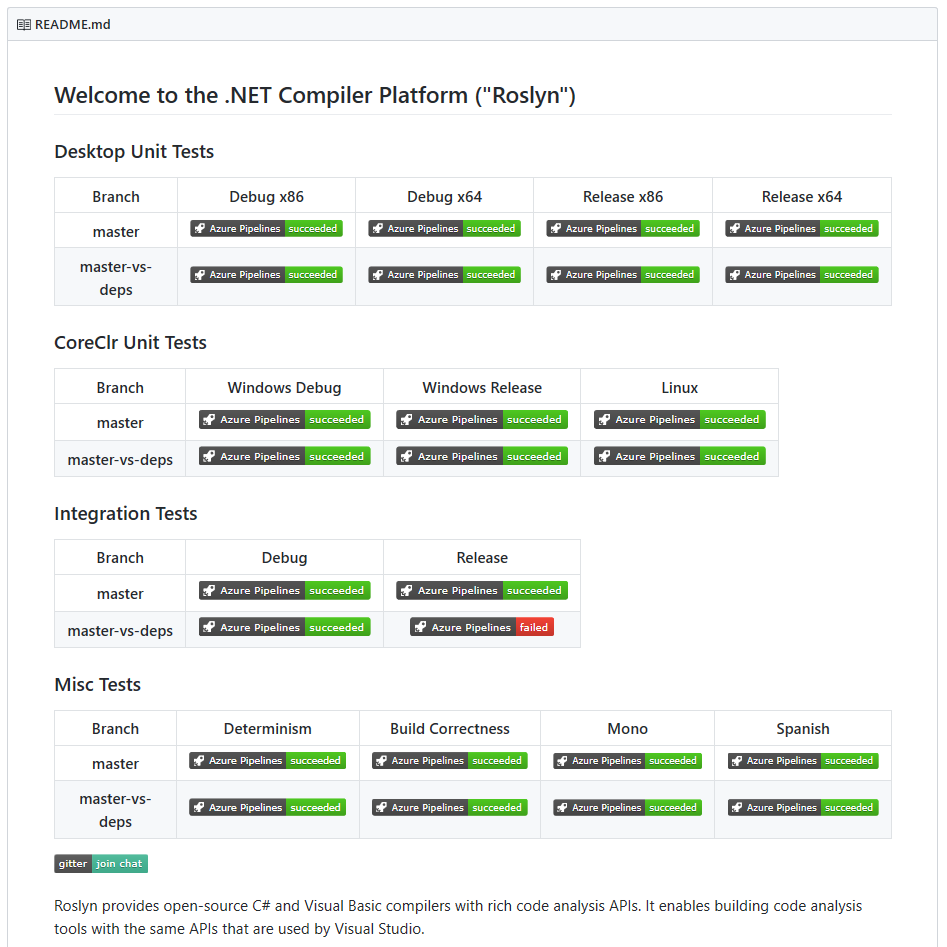 README.md
Welcome to the .NET Compiler Platform ("Roslyn")
Desktop Unit Tests
Branch Debug x86 Debug x64 Release x86 Release x64
master Azure Pipelines succeeded Azure Pipelines succeeded Azure Pipelines succeeded Azure Pipelines succeeded
master-vs-
deps Azure Pipelines succeeded Azure Pipelines succeeded Azure Pipelines succeeded Azure Pipelines succeeded
CoreClr Unit Tests
Branch Windows Debug Windows Release Linux
master Azure Pipelines succeeded Azure Pipelines succeeded Azure Pipelines succeeded
master-vs-deps Azure Pipelines succeeded Azure Pipelines succeeded Azure Pipelines succeeded
Integration Tests
Branch Debug Release
master Azure Pipelines succeeded Azure Pipelines succeeded
master-vs-deps Azure Pipelines succeeded Azure Pipelines failed
Misc Tests
Branch Determinism Build Correctness Mono Spanish
master Azure Pipelines succeeded Azure Pipelines succeeded Azure Pipelines succeeded Azure Pipelines succeeded
master-vs-
deps Azure Pipelines succeeded Azure Pipelines succeeded Azure Pipelines succeeded Azure Pipelines succeeded
gitter join chat
Roslyn provides open-source C# and Visual Basic compilers with rich code analysis APIs. It enables building code analysis
tools with the same APIs that are used by Visual Studio.